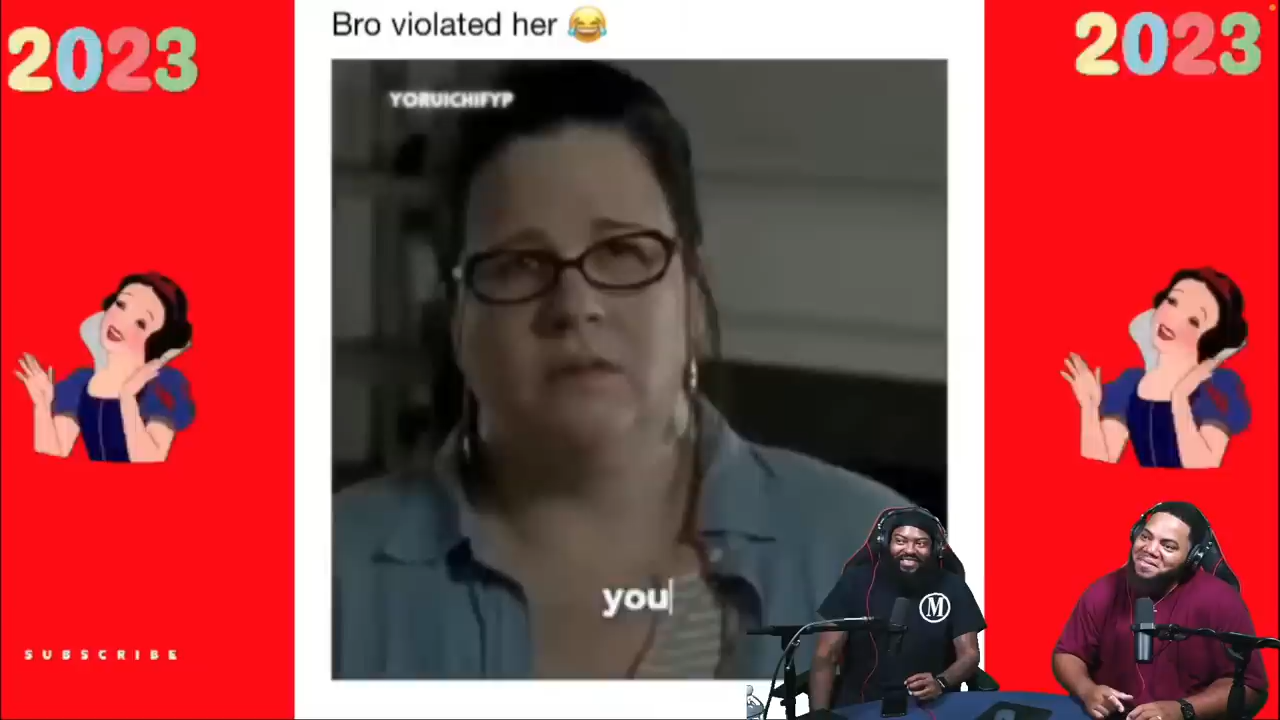 Bro violated her 😂
2023
2023
YORUICHIFYP
you
M
SUBSCRIBE